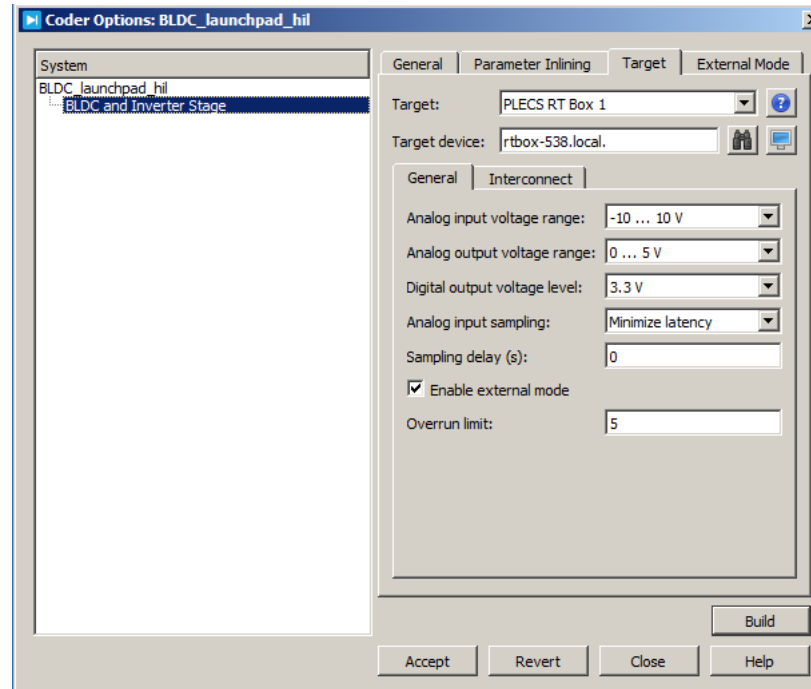 Coder Options: BLDC_launchpad_hil
System
BLDC_launchpad_hil
BLDC and Inverter Stage
General Parameter Inlining Target External Mode
Target: PLECS RT Box 1
Target device: rtbox-538.local.
General Interconnect
Analog input voltage range: -10 ... 10 V
Analog output voltage range: 0 ... 5 V
Digital output voltage level: 3.3 V
Analog input sampling: Minimize latency
Sampling delay (s): 0
Enable external mode
Overrun limit: 5
Build
Accept Revert Close Help